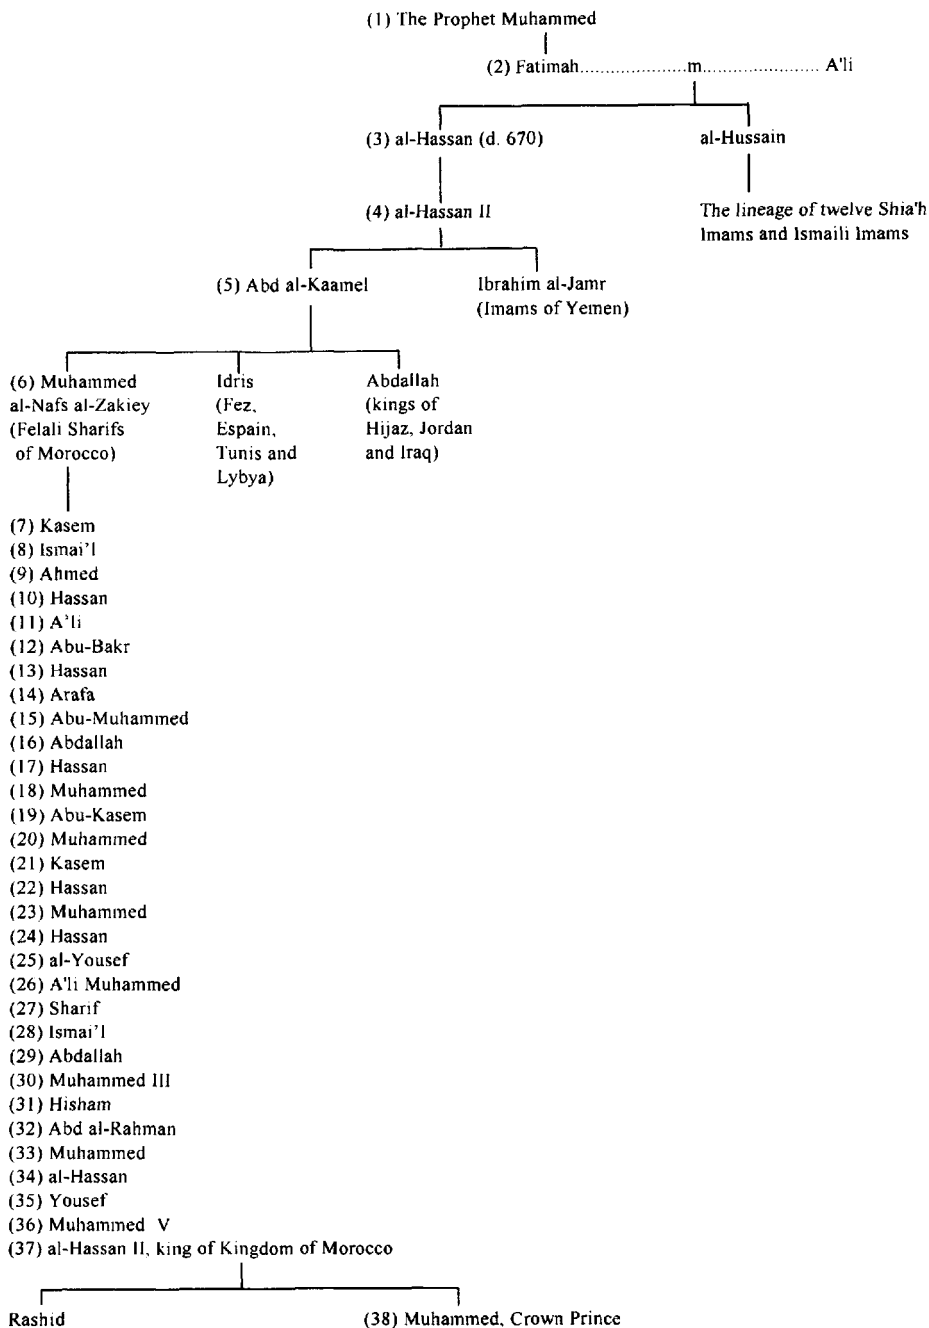 (1) The Prophet Muhammed
(2) Fatimah.....................m....................... A'li
(3) al-Hassan (d. 670)
al-Hussain
(4) al-Hassan II
The lineage of twelve Shia'h
Imams and Ismaili Imams
(5) Abd al-Kaamel
Ibrahim al-Jamr
(Imams of Yemen)
(6) Muhammed
al-Nafs al-Zakiey
(Felali Sharifs
of Morocco)
Idris
(Fez,
Espain,
Tunis and
Lybya)
Abdallah
(kings of
Hijaz, Jordan
and Iraq)
(7) Kasem
(8) Ismai'l
(9) Ahmed
(10) Hassan
(11) A'li
(12) Abu-Bakr
(13) Hassan
(14) Arafa
(15) Abu-Muhammed
(16) Abdallah
(17) Hassan
(18) Muhammed
(19) Abu-Kasem
(20) Muhammed
(21) Kasem
(22) Hassan
(23) Muhammed
(24) Hassan
(25) al-Yousef
(26) A'li Muhammed
(27) Sharif
(28) Ismai'l
(29) Abdallah
(30) Muhammed III
(31) Hisham
(32) Abd al-Rahman
(33) Muhammed
(34) al-Hassan
(35) Yousef
(36) Muhammed V
(37) al-Hassan II, king of Kingdom of Morocco
Rashid
(38) Muhammed, Crown Prince